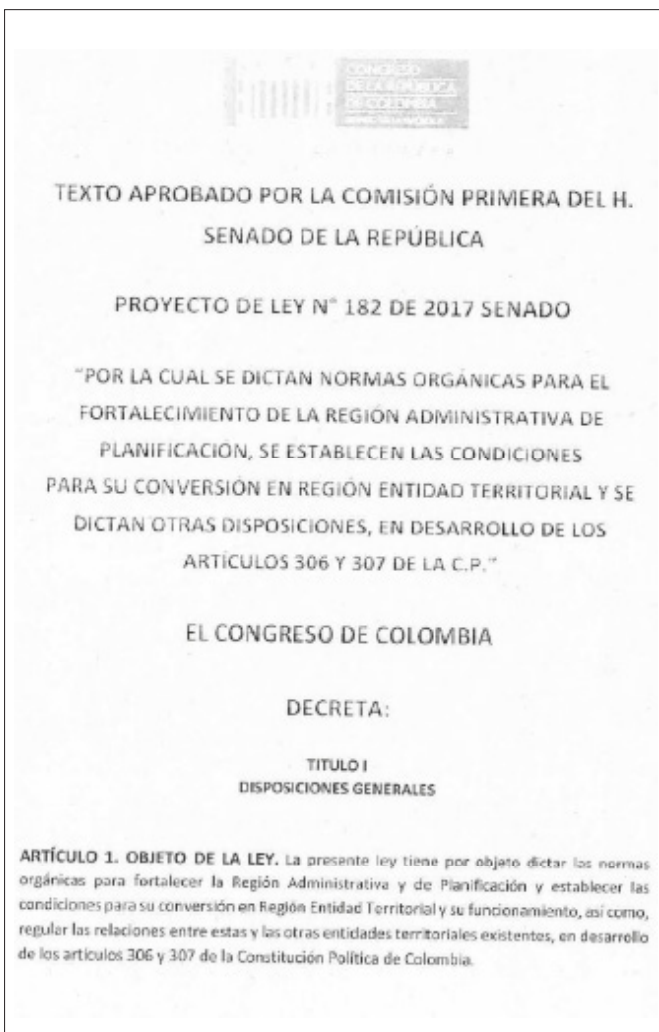 CONGRESO
DE LA REPÚBLICA
DE COLOMBIA
TEXTO APROBADO POR LA COMISIÓN PRIMERA DEL H.
SENADO DE LA REPÚBLICA
PROYECTO DE LEY N° 182 DE 2017 SENADO
"POR LA CUAL SE DICTAN NORMAS ORGÁNICAS PARA EL
FORTALECIMIENTO DE LA REGIÓN ADMINISTRATIVA DE
PLANIFICACIÓN, SE ESTABLECEN LAS CONDICIONES
PARA SU CONVERSIÓN EN REGIÓN ENTIDAD TERRITORIAL Y SE
DICTAN OTRAS DISPOSICIONES, EN DESARROLLO DE LOS
ARTÍCULOS 306 Y 307 DE LA C.P."
EL CONGRESO DE COLOMBIA
DECRETA:
TITULO I
DISPOSICIONES GENERALES
ARTÍCULO 1. OBJETO DE LA LEY. La presente ley tiene por objeto dictar las normas
orgánicas para fortalecer la Región Administrativa y de Planificación y establecer las
condiciones para su conversión en Región Entidad Territorial y su funcionamiento, así como,
regular las relaciones entre estas y las otras entidades territoriales existentes, en desarrollo
de los artículos 306 y 307 de la Constitución Política de Colombia.